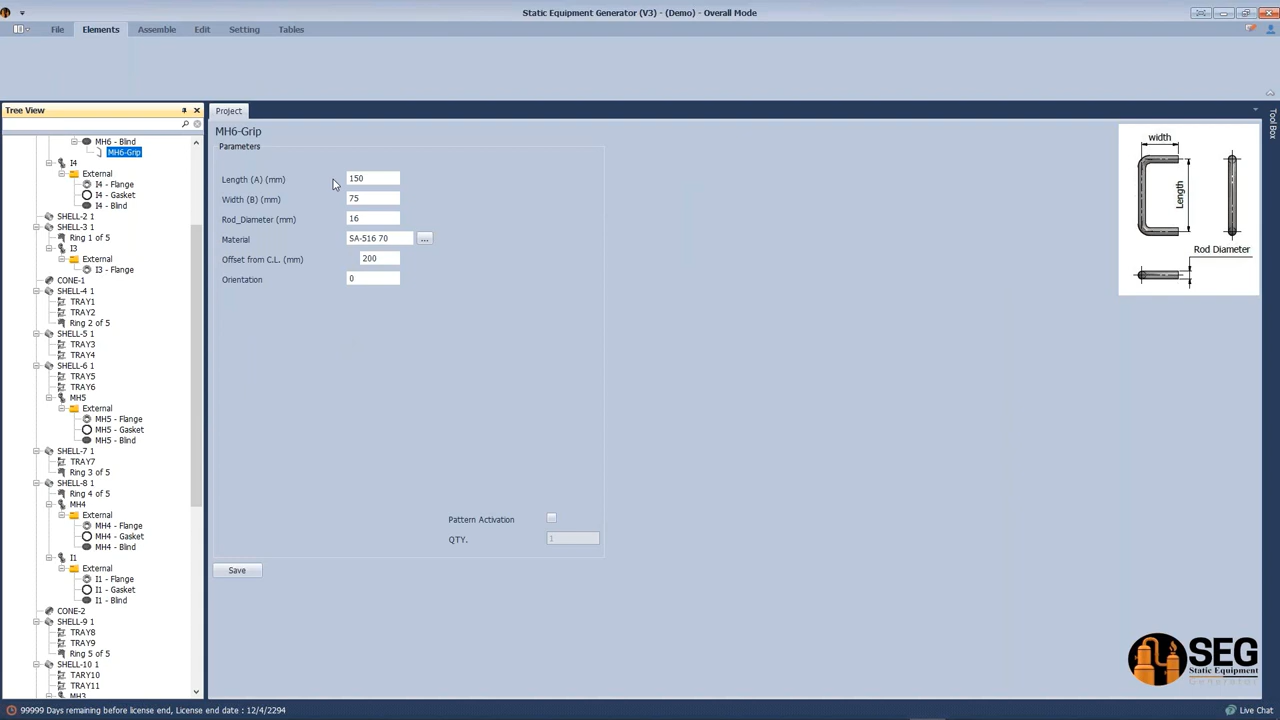 Static Equipment Generator (V3) - (Demo) - Overall Mode
File Elements Assemble Edit Setting Tables
Tree View
MH6 - Blind
MH6-Grip
I4
External
I4 - Flange
I4 - Gasket
I4 - Blind
SHELL-2 1
SHELL-3 1
Ring 1 of 5
I3
External
I3 - Flange
CONE-1
SHELL-4 1
TRAY1
TRAY2
Ring 2 of 5
SHELL-5 1
TRAY3
TRAY4
SHELL-6 1
TRAY5
TRAY6
MH5
External
MH5 - Flange
MH5 - Gasket
MH5 - Blind
SHELL-7 1
TRAY7
Ring 3 of 5
SHELL-8 1
Ring 4 of 5
MH4
External
MH4 - Flange
MH4 - Gasket
MH4 - Blind
I1
External
I1 - Flange
I1 - Gasket
I1 - Blind
CONE-2
SHELL-9 1
TRAY8
TRAY9
Ring 5 of 5
SHELL-10 1
TARY10
TRAY11
MH3
Project
MH6-Grip
Parameters
Length (A) (mm) 150
Width (B) (mm) 75
Rod_Diameter (mm) 16
Material SA-516 70 ...
Offset from C.L. (mm) 200
Orientation 0
Pattern Activation
QTY. 1
Save
width
Length
Rod Diameter
Tool Box
SEG
Static Equipment
Generator
99999 Days remaining before license end, License end date : 12/4/2294
Live Chat